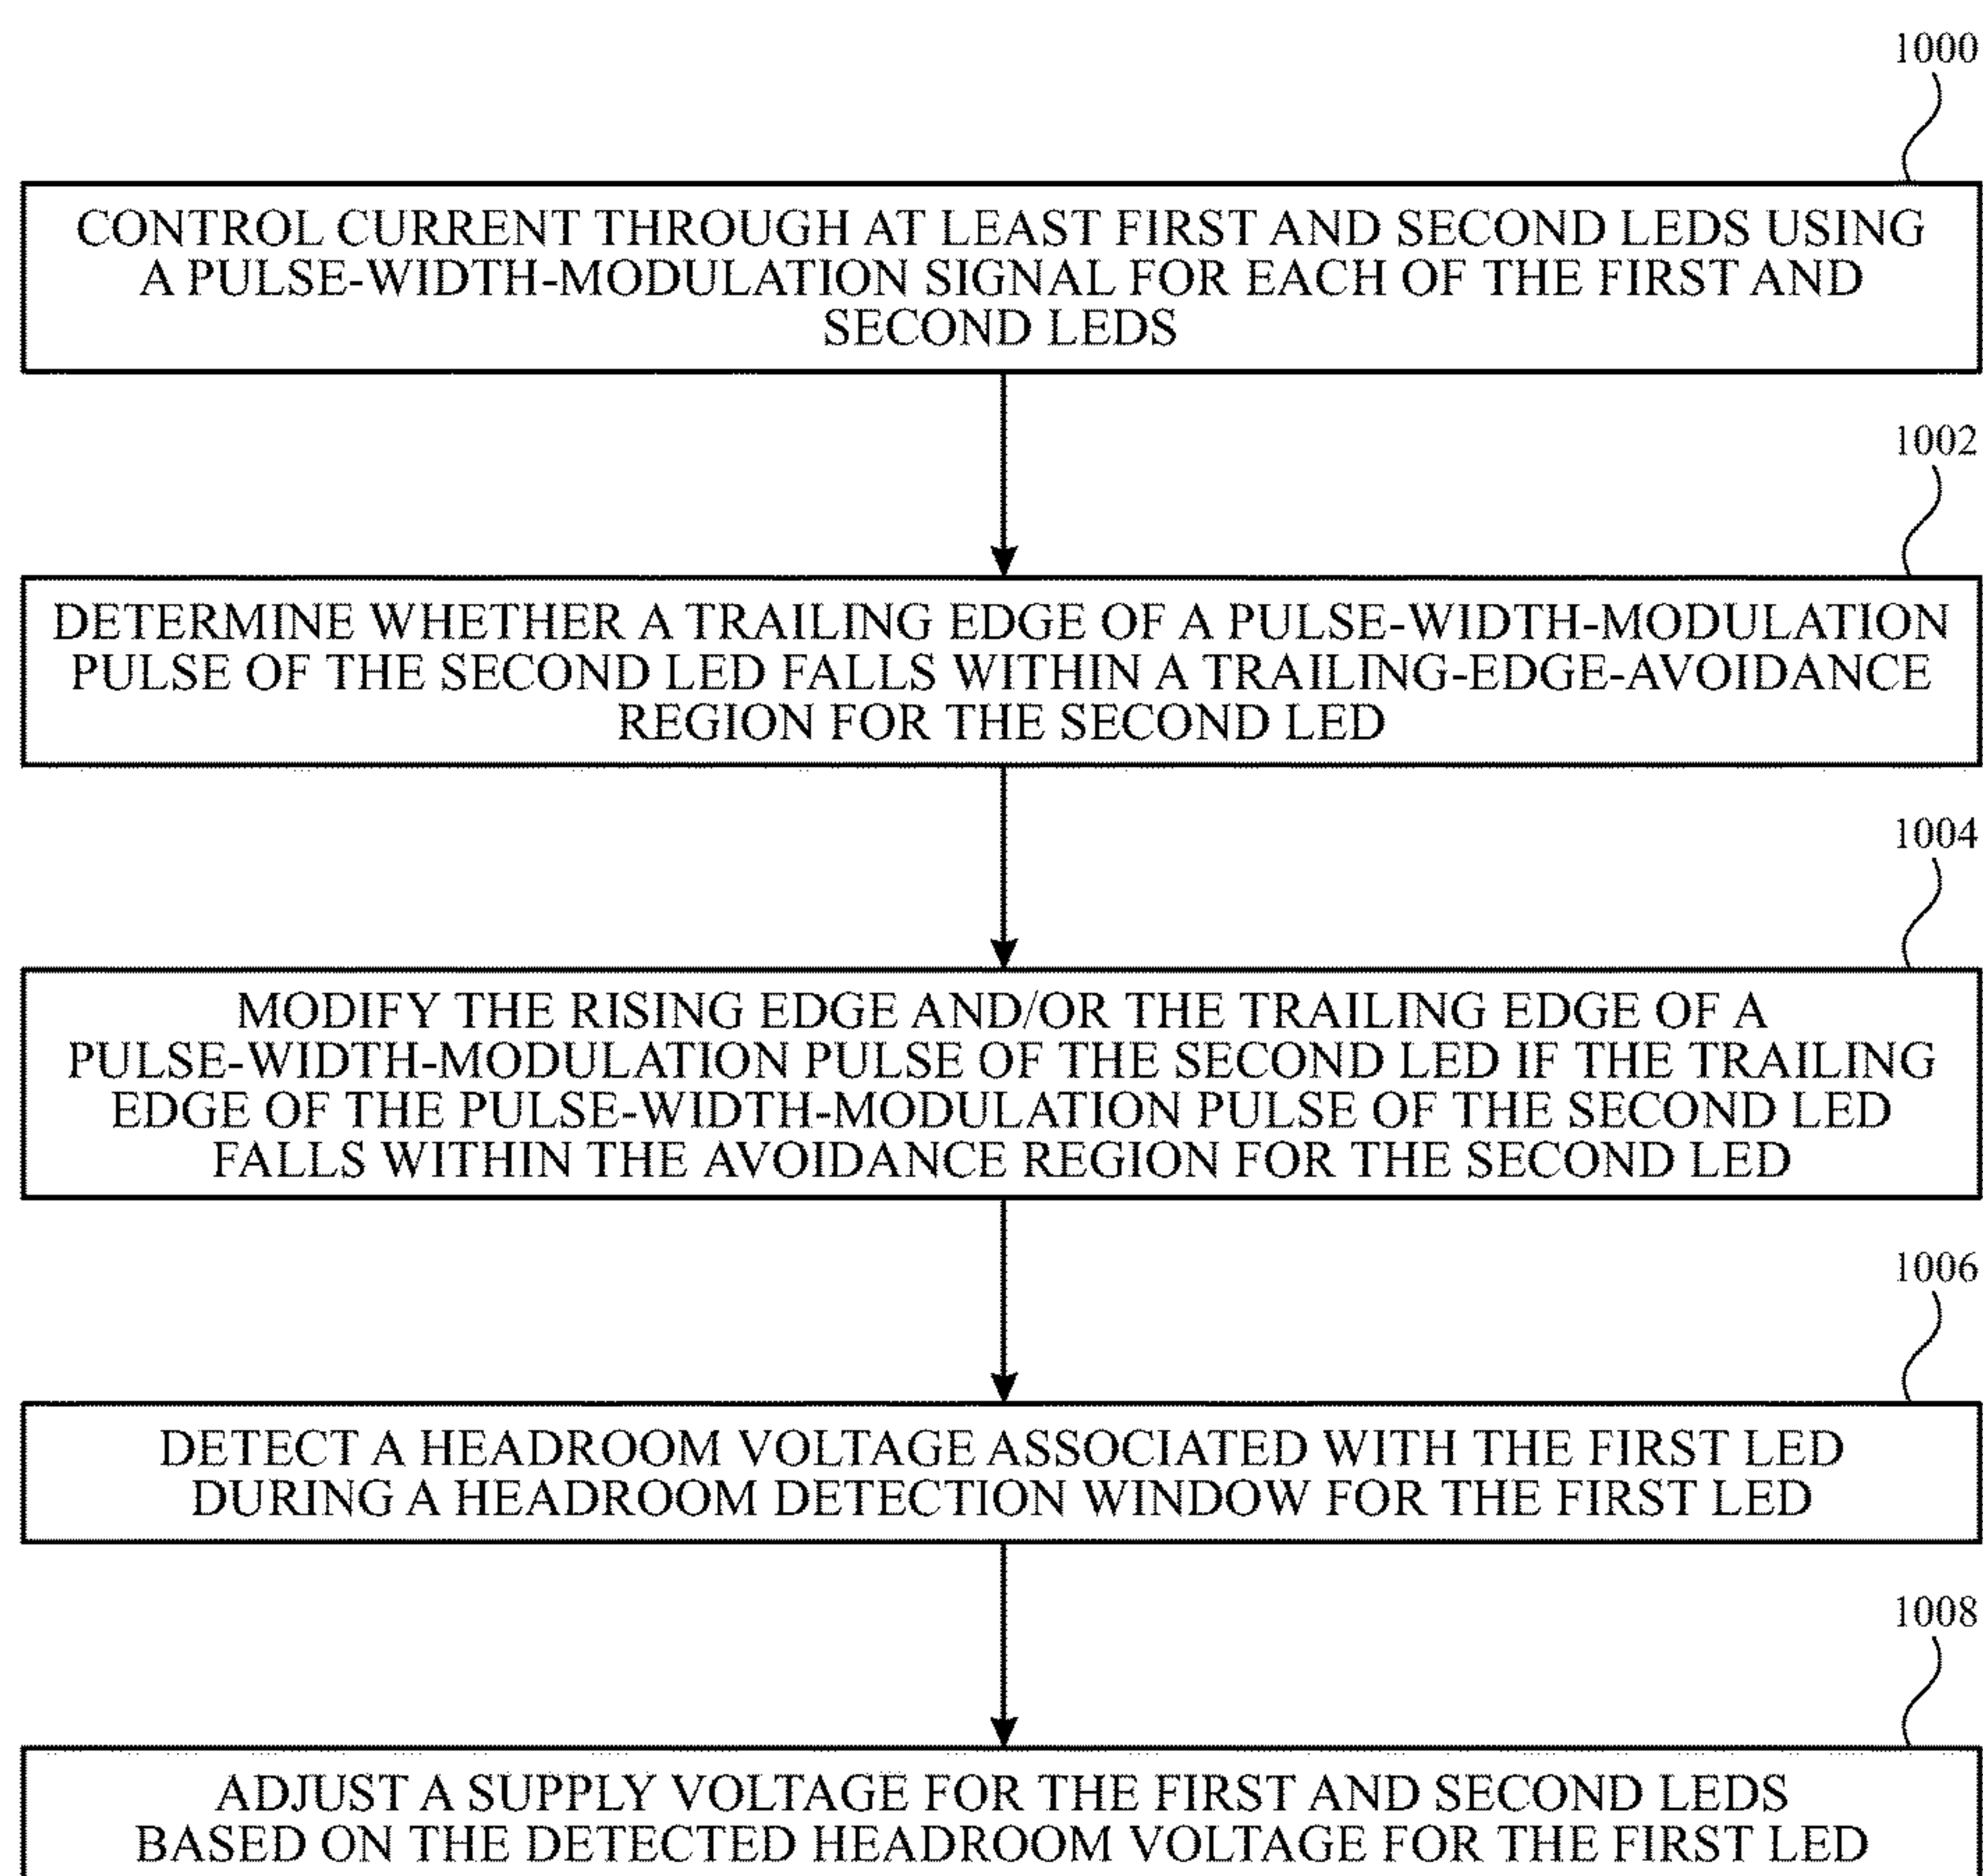 1000
CONTROL CURRENT THROUGH AT LEAST FIRST AND SECOND LEDS USING
A PULSE-WIDTH-MODULATION SIGNAL FOR EACH OF THE FIRST AND
SECOND LEDS
1002
DETERMINE WHETHER A TRAILING EDGE OF A PULSE-WIDTH-MODULATION
PULSE OF THE SECOND LED FALLS WITHIN A TRAILING-EDGE-AVOIDANCE
REGION FOR THE SECOND LED
1004
MODIFY THE RISING EDGE AND/OR THE TRAILING EDGE OF A
PULSE-WIDTH-MODULATION PULSE OF THE SECOND LED IF THE TRAILING
EDGE OF THE PULSE-WIDTH-MODULATION PULSE OF THE SECOND LED
FALLS WITHIN THE AVOIDANCE REGION FOR THE SECOND LED
1006
DETECT A HEADROOM VOLTAGE ASSOCIATED WITH THE FIRST LED
DURING A HEADROOM DETECTION WINDOW FOR THE FIRST LED
1008
ADJUST A SUPPLY VOLTAGE FOR THE FIRST AND SECOND LEDS
BASED ON THE DETECTED HEADROOM VOLTAGE FOR THE FIRST LED